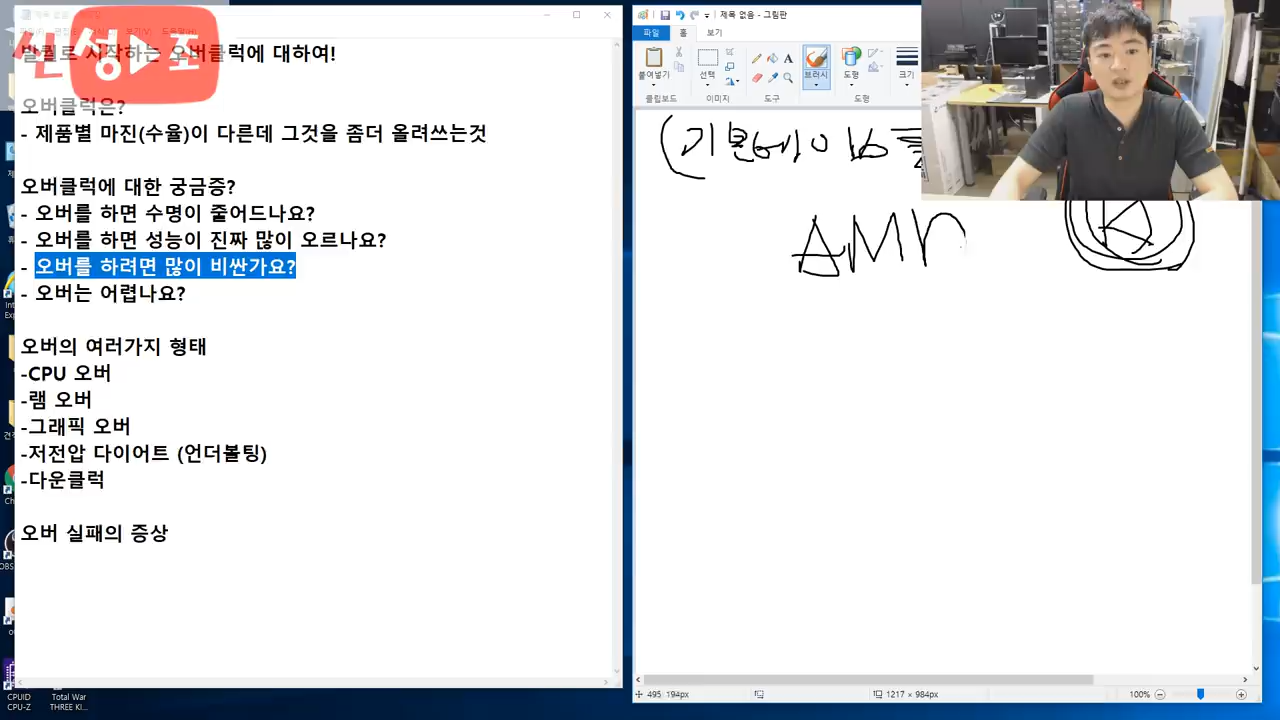 신성조
발퀄로 시작하는 오버클럭에 대하여!
오버클럭은?
- 제품별 마진(수율)이 다른데 그것을 좀더 올려쓰는것
오버클럭에 대한 궁금증?
- 오버를 하면 수명이 줄어드나요?
- 오버를 하면 성능이 진짜 많이 오르나요?
- 오버를 하려면 많이 비싼가요?
- 오버는 어렵나요?
오버의 여러가지 형태
-CPU 오버
-램 오버
-그래픽 오버
-저전압 다이어트 (언더볼팅)
-다운클럭
오버 실패의 증상
CPUID
CPU-Z
Total War
THREE KI...
제목 없음 - 그림판
파일 홈 보기
붙여넣기 선택 브러시 도형 크기
클립보드 이미지 도구 도형
AM
K
495, 194px
1217 × 984px
100%